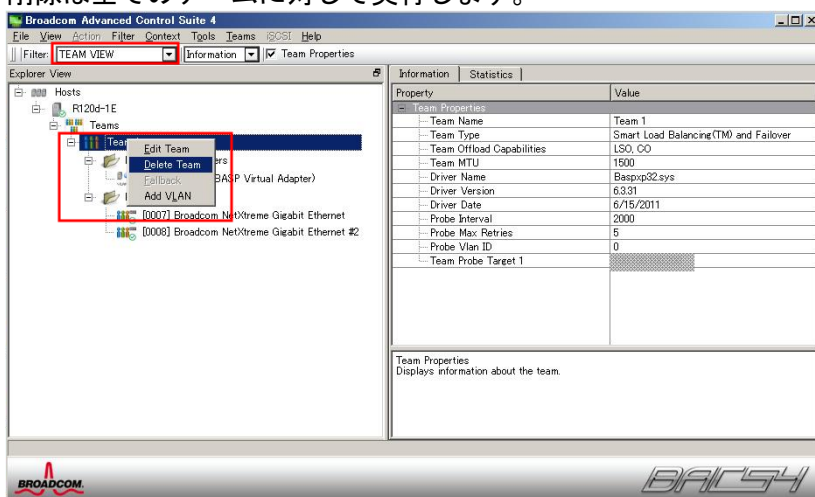 削除は全てのチームに対して実行します。
Broadcom Advanced Control Suite 4
File View Action Filter Context Tools Teams iSCSI Help
Filter: TEAM VIEW Information Team Properties
Explorer View
Hosts
R120d-1E
Teams
Edit Team
Delete Team
Fallback
Add VLAN
BASP Virtual Adapter)
[0007] Broadcom NetXtreme Gigabit Ethernet
[0008] Broadcom NetXtreme Gigabit Ethernet #2
Information Statistics
Property Value
Team Properties
Team Name Team 1
Team Type Smart Load Balancing(TM) and Failover
Team Offload Capabilities LSO, CO
Team MTU 1500
Driver Name Baspxp32.sys
Driver Version 6.3.31
Driver Date 6/15/2011
Probe Interval 2000
Probe Max Retries 5
Probe Vlan ID 0
Team Probe Target 1
Team Properties
Displays information about the team.
BROADCOM.
BACS4